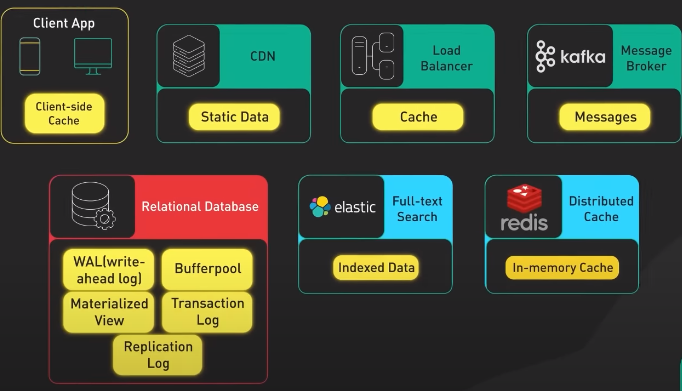 Client App
Client-side
Cache
CDN
Static Data
Load
Balancer
Cache
kafka
Message
Broker
Messages
Relational Database
WAL(write-
ahead log)
Bufferpool
Materialized
View
Transaction
Log
Replication
Log
elastic
Full-text
Search
Indexed Data
redis
Distributed
Cache
In-memory Cache